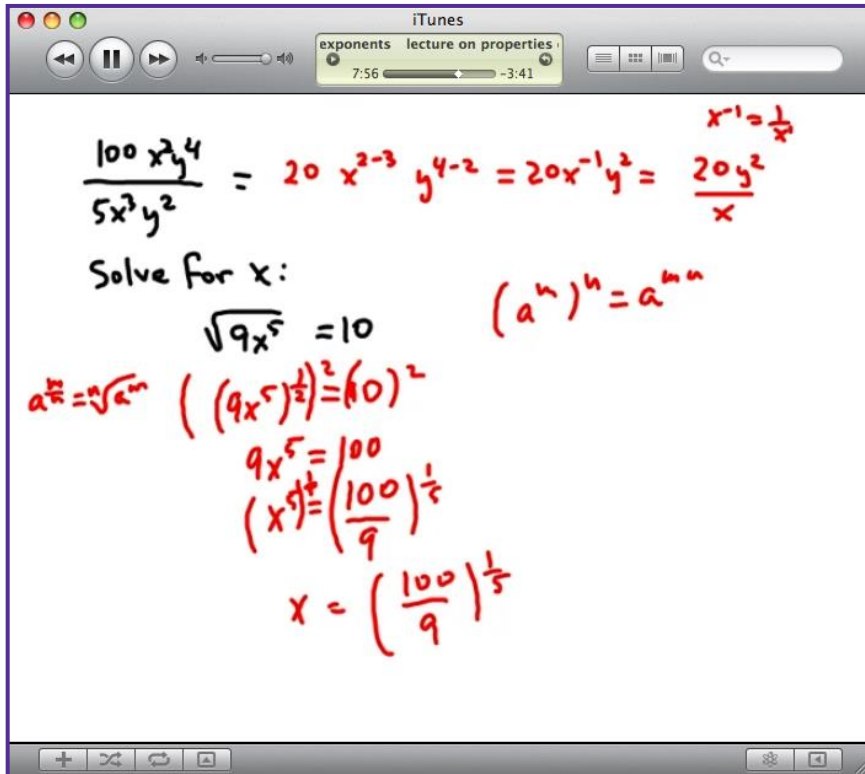 iTunes
exponents lecture on properties
7:56 -3:41
x⁻¹ = 1/x¹
100x²y⁴/5x³y² = 20 x²⁻³ y⁴⁻² = 20x⁻¹y² = 20y²/x
Solve for x:
(aᵐ)ⁿ = aᵐⁿ
√(9x⁵) = 10
a^(m/n) = ⁿ√(aᵐ) ((9x⁵)^(1/2))² = (10)²
9x⁵ = 100
(x⁵)^(1/5) = (100/9)^(1/5)
x = (100/9)^(1/5)